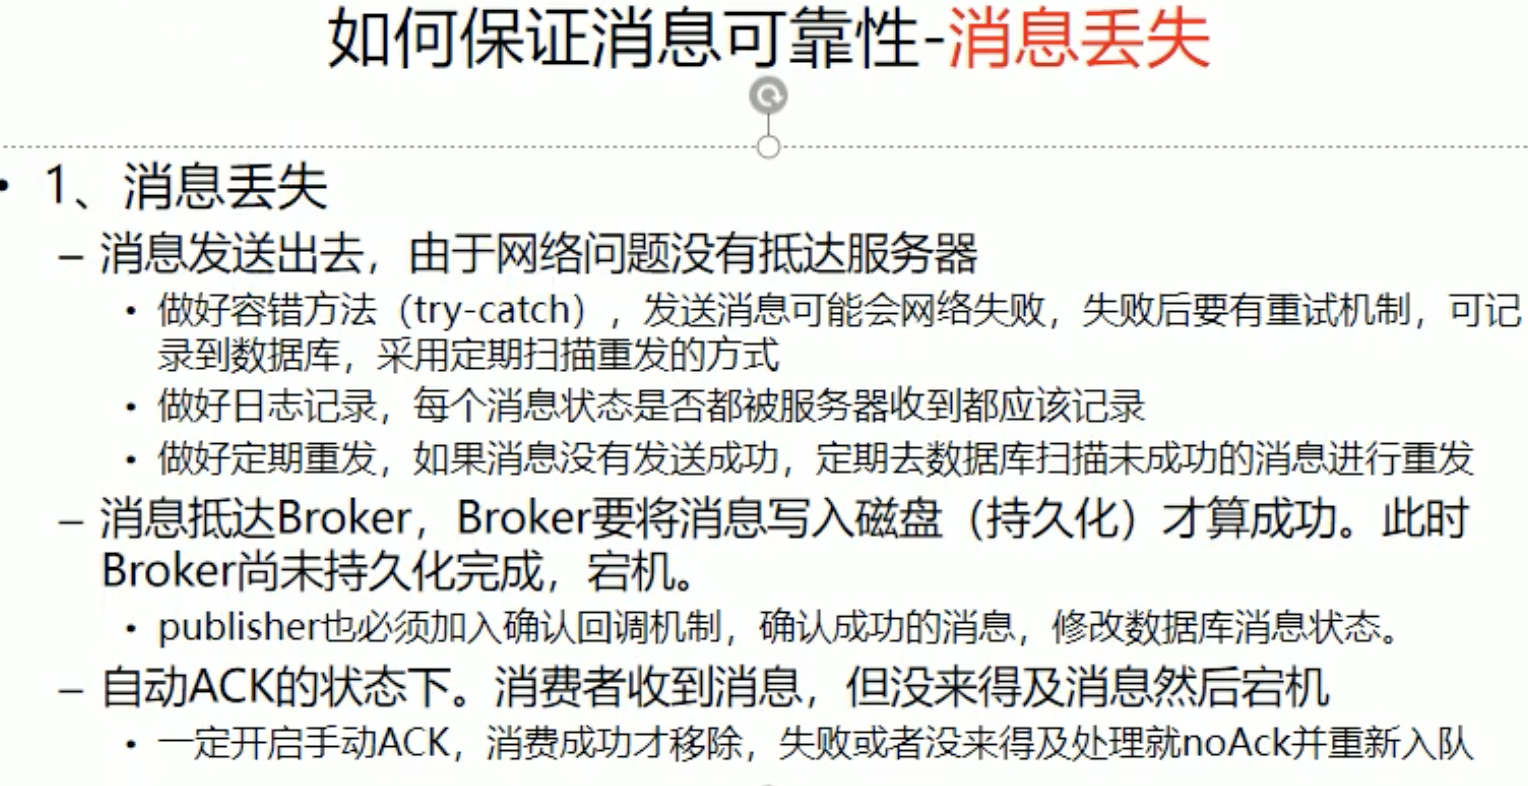 如何保证消息可靠性-消息丢失
• 1、消息丢失
– 消息发送出去，由于网络问题没有抵达服务器
• 做好容错方法（try-catch），发送消息可能会网络失败，失败后要有重试机制，可记
录到数据库，采用定期扫描重发的方式
• 做好日志记录，每个消息状态是否都被服务器收到都应该记录
• 做好定期重发，如果消息没有发送成功，定期去数据库扫描未成功的消息进行重发
– 消息抵达Broker，Broker要将消息写入磁盘（持久化）才算成功。此时
Broker尚未持久化完成，宕机。
• publisher也必须加入确认回调机制，确认成功的消息，修改数据库消息状态。
– 自动ACK的状态下。消费者收到消息，但没来得及消息然后宕机
• 一定开启手动ACK，消费成功才移除，失败或者没来得及处理就noAck并重新入队